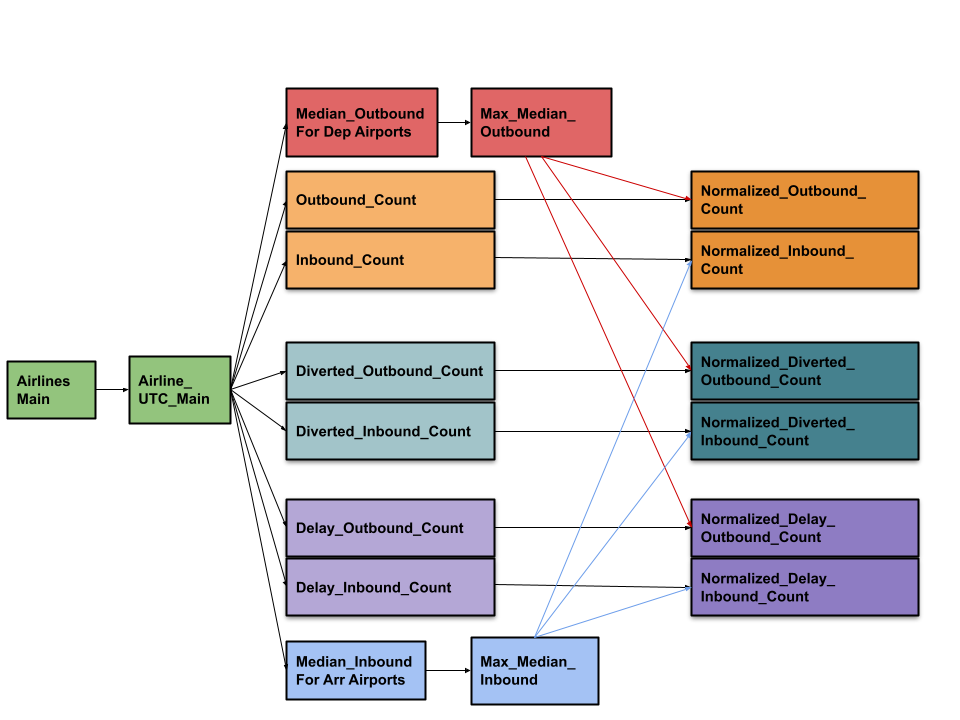 Median_Outbound
For Dep Airports
Max_Median_
Outbound
Outbound_Count
Normalized_Outbound_
Count
Inbound_Count
Normalized_Inbound_
Count
Airlines
Main
Airline_
UTC_Main
Diverted_Outbound_Count
Normalized_Diverted_
Outbound_Count
Diverted_Inbound_Count
Normalized_Diverted_
Inbound_Count
Delay_Outbound_Count
Normalized_Delay_
Outbound_Count
Delay_Inbound_Count
Normalized_Delay_
Inbound_Count
Median_Inbound
For Arr Airports
Max_Median_
Inbound